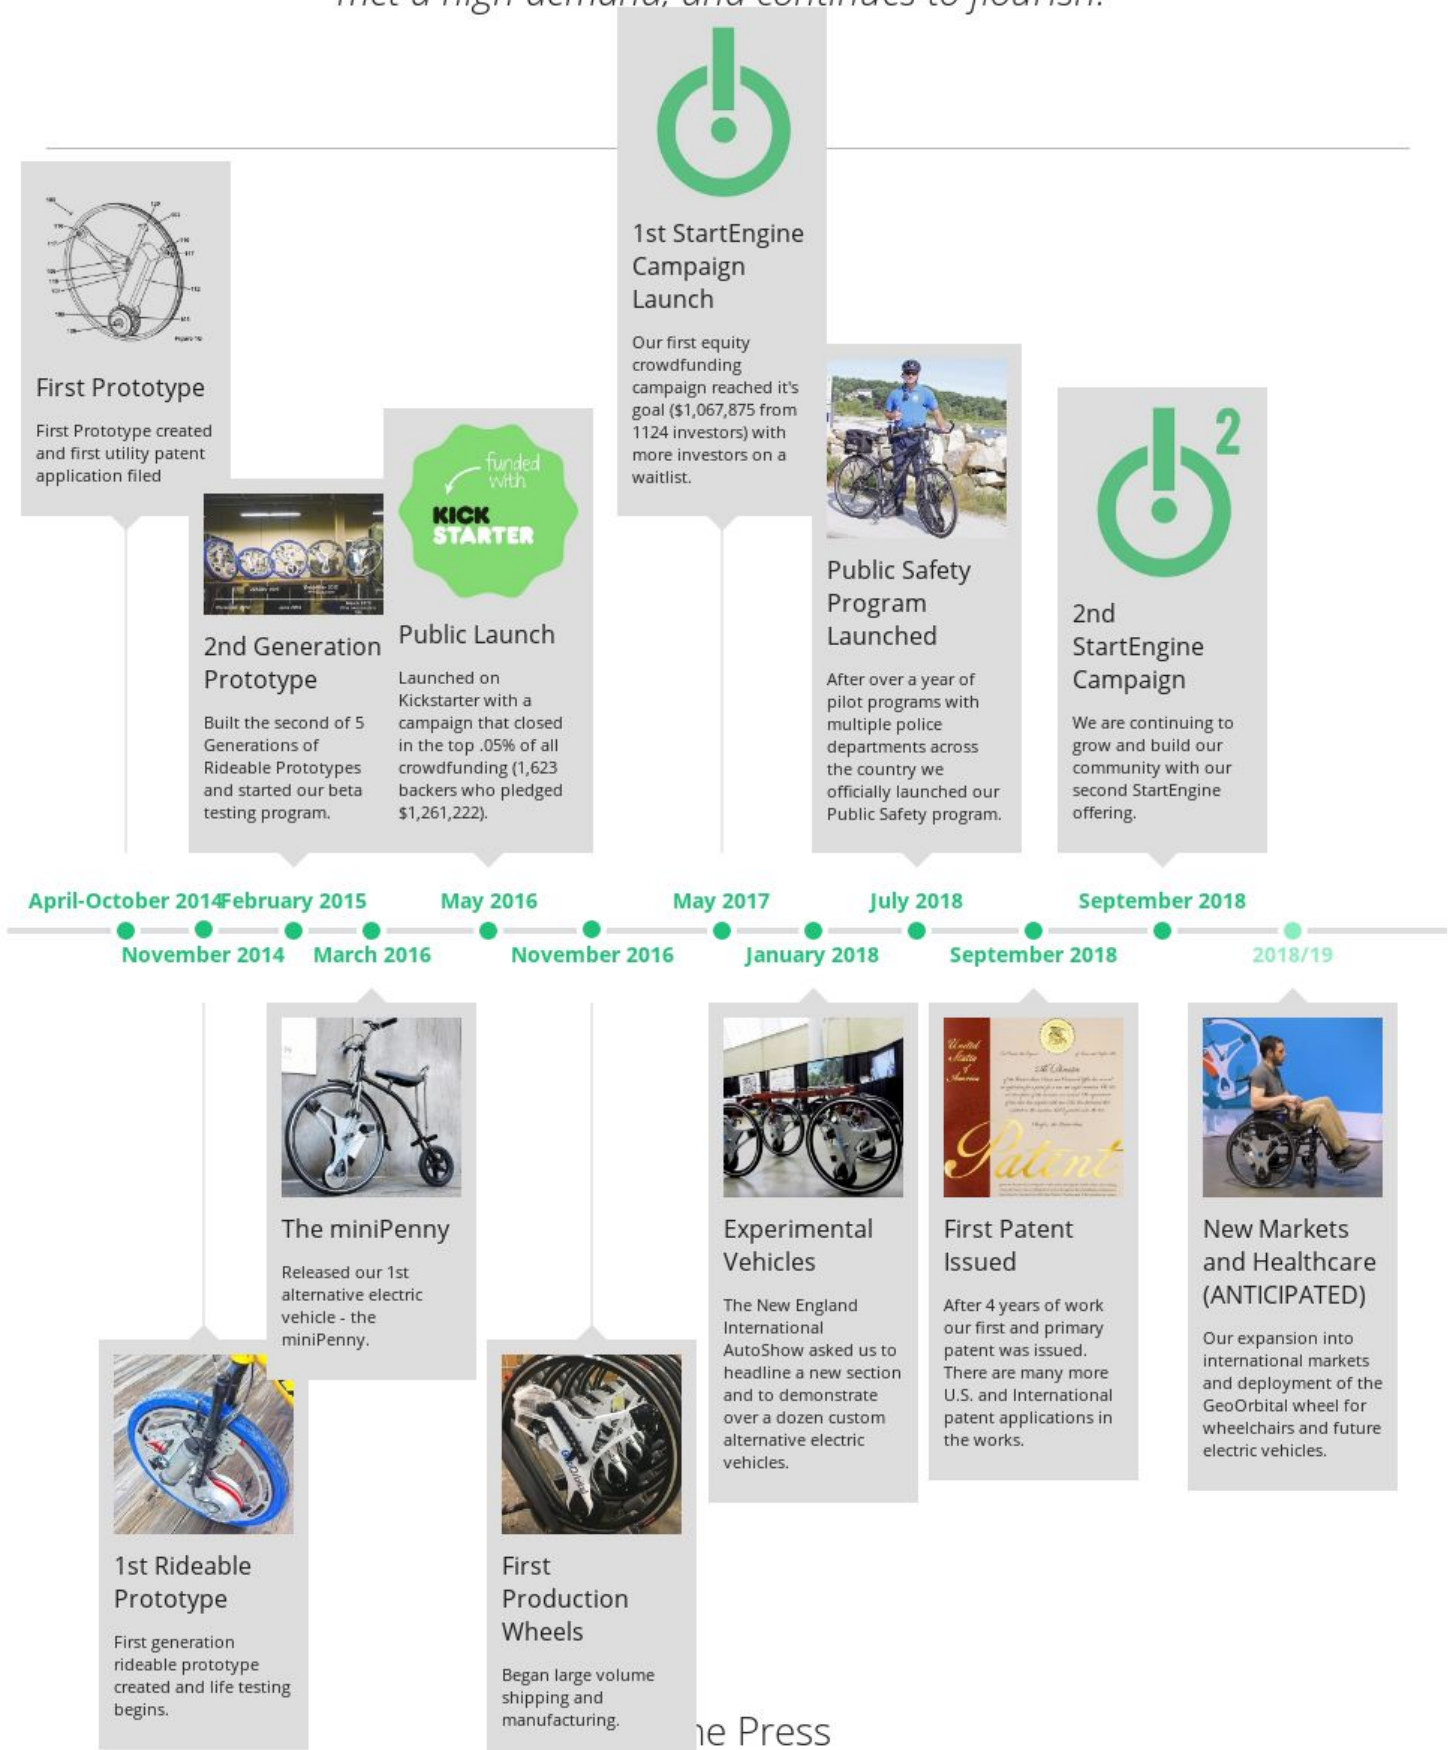 met a high demand, and continues to flourish.
First Prototype
First Prototype created
and first utility patent
application filed
2nd Generation
Prototype
Built the second of 5
Generations of
Rideable Prototypes
and started our beta
testing program.
funded
with
KICK
STARTER
Public Launch
Launched on
Kickstarter with a
campaign that closed
in the top .05% of all
crowdfunding (1,623
backers who pledged
$1,261,222).
1st StartEngine
Campaign
Launch
Our first equity
crowdfunding
campaign reached it's
goal ($1,067,875 from
1124 investors) with
more investors on a
waitlist.
Public Safety
Program
Launched
After over a year of
pilot programs with
multiple police
departments across
the country we
officially launched our
Public Safety program.
2
2nd
StartEngine
Campaign
We are continuing to
grow and build our
community with our
second StartEngine
offering.
April-October 2014
February 2015
May 2016
May 2017
July 2018
September 2018
November 2014
March 2016
November 2016
January 2018
September 2018
2018/19
1st Rideable
Prototype
First generation
rideable prototype
created and life testing
begins.
The miniPenny
Released our 1st
alternative electric
vehicle - the
miniPenny.
First
Production
Wheels
Began large volume
shipping and
manufacturing.
Experimental
Vehicles
The New England
International
AutoShow asked us to
headline a new section
and to demonstrate
over a dozen custom
alternative electric
vehicles.
United
States
of
America
Patent
First Patent
Issued
After 4 years of work
our first and primary
patent was issued.
There are many more
U.S. and International
patent applications in
the works.
New Markets
and Healthcare
(ANTICIPATED)
Our expansion into
international markets
and deployment of the
GeoOrbital wheel for
wheelchairs and future
electric vehicles.
Press